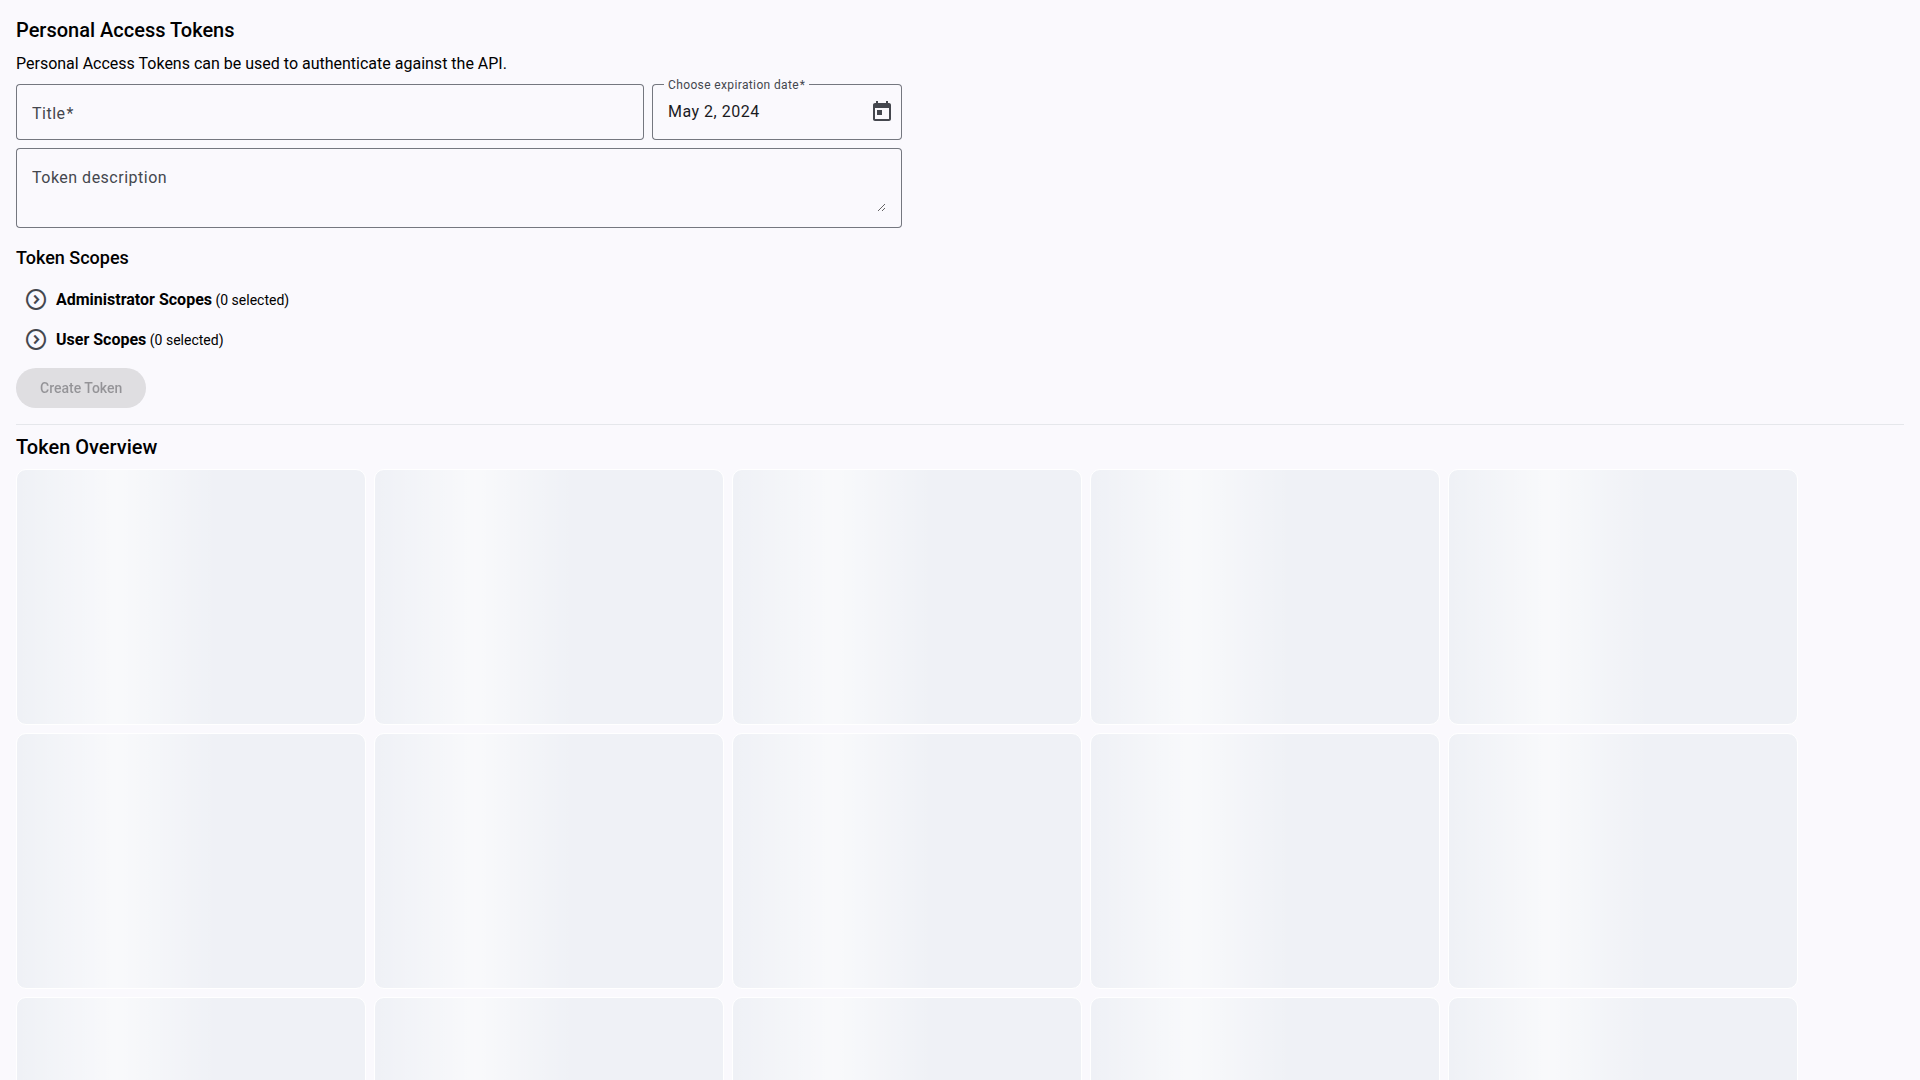 Personal Access Tokens
Personal Access Tokens can be used to authenticate against the API.
Title*
Choose expiration date*
May 2, 2024
Token description
Token Scopes
Administrator Scopes (0 selected)
User Scopes (0 selected)
Create Token
Token Overview